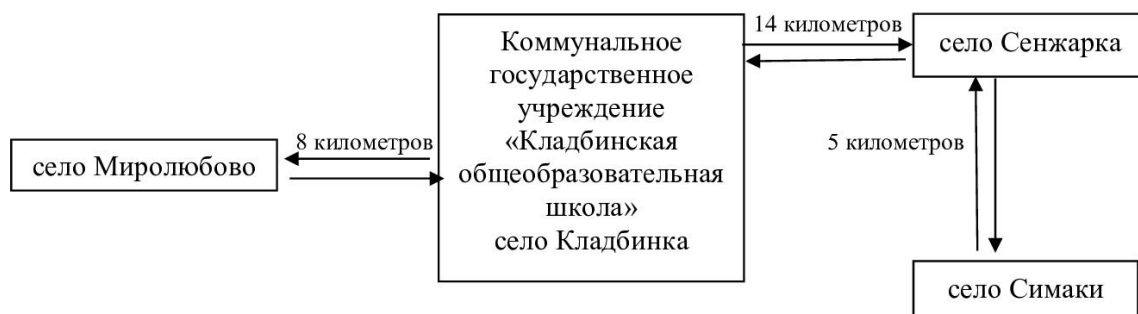 село Миролюбово
8 километров
Коммунальное
государственное
учреждение
«Кладбинская
общеобразовательная
школа»
село Кладбинка
14 километров
село Сенжарка
5 километров
село Симаки